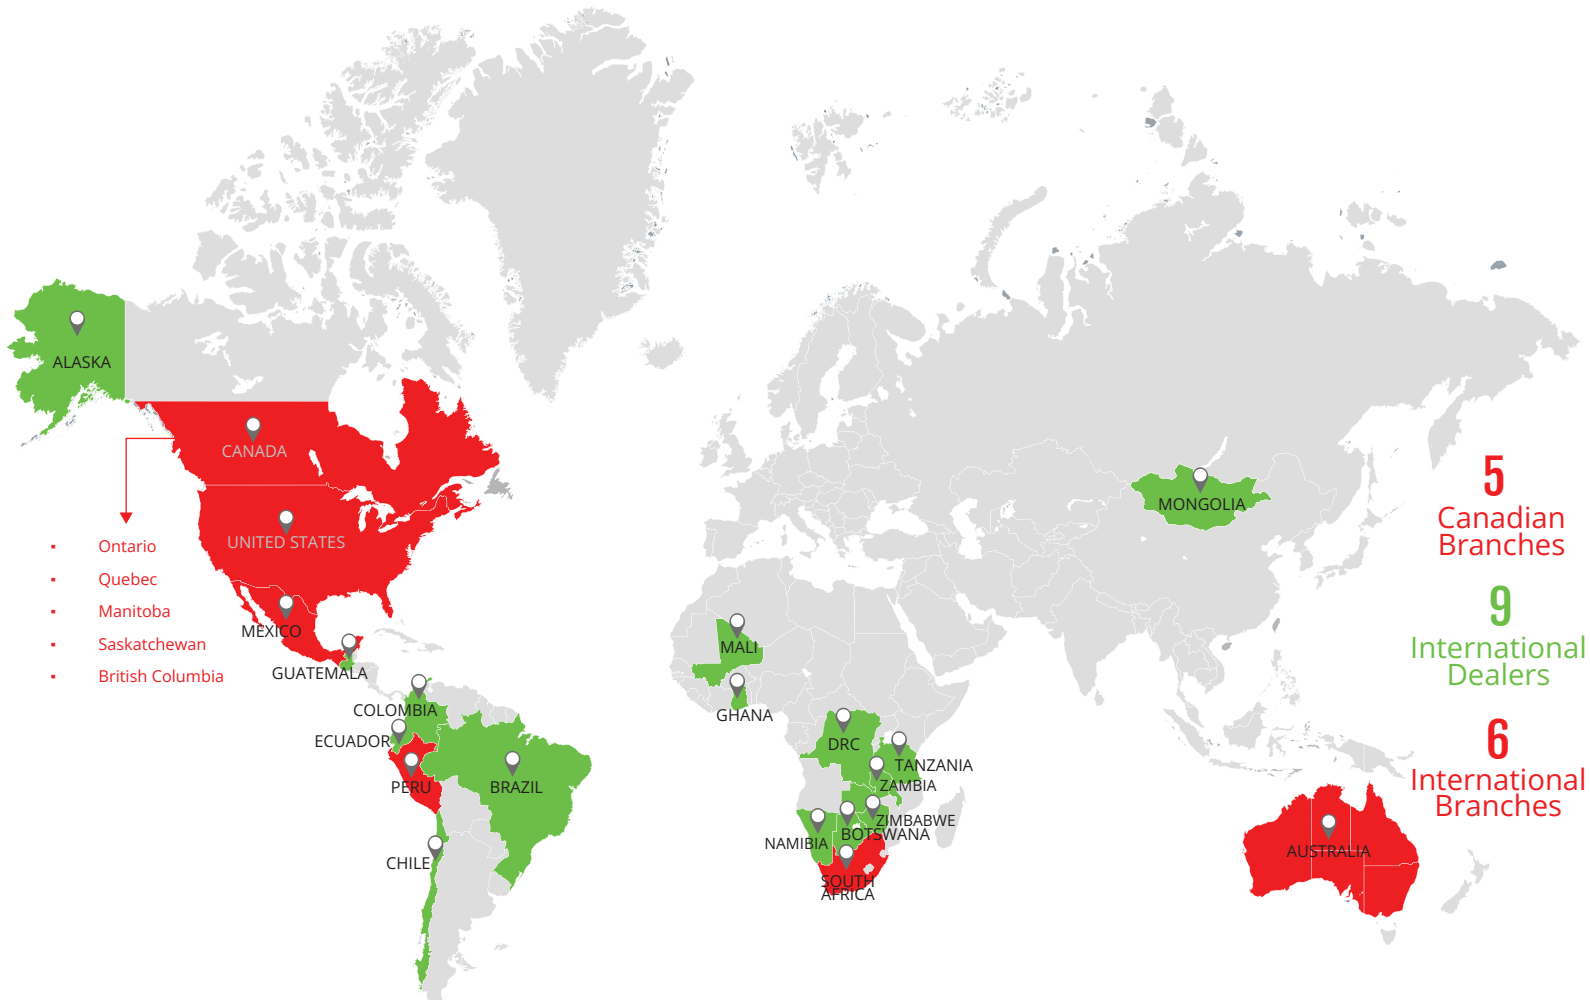 ALASKA
CANADA
UNITED STATES
MEXICO
GUATEMALA
▪ Ontario
▪ Quebec
▪ Manitoba
▪ Saskatchewan
▪ British Columbia
COLOMBIA
ECUADOR
PERU
BRAZIL
CHILE
MALI
GHANA
DRC
TANZANIA
ZAMBIA
ZIMBABWE
BOTSWANA
NAMIBIA
SOUTH
AFRICA
MONGOLIA
AUSTRALIA
5
Canadian
Branches
9
International
Dealers
6
International
Branches